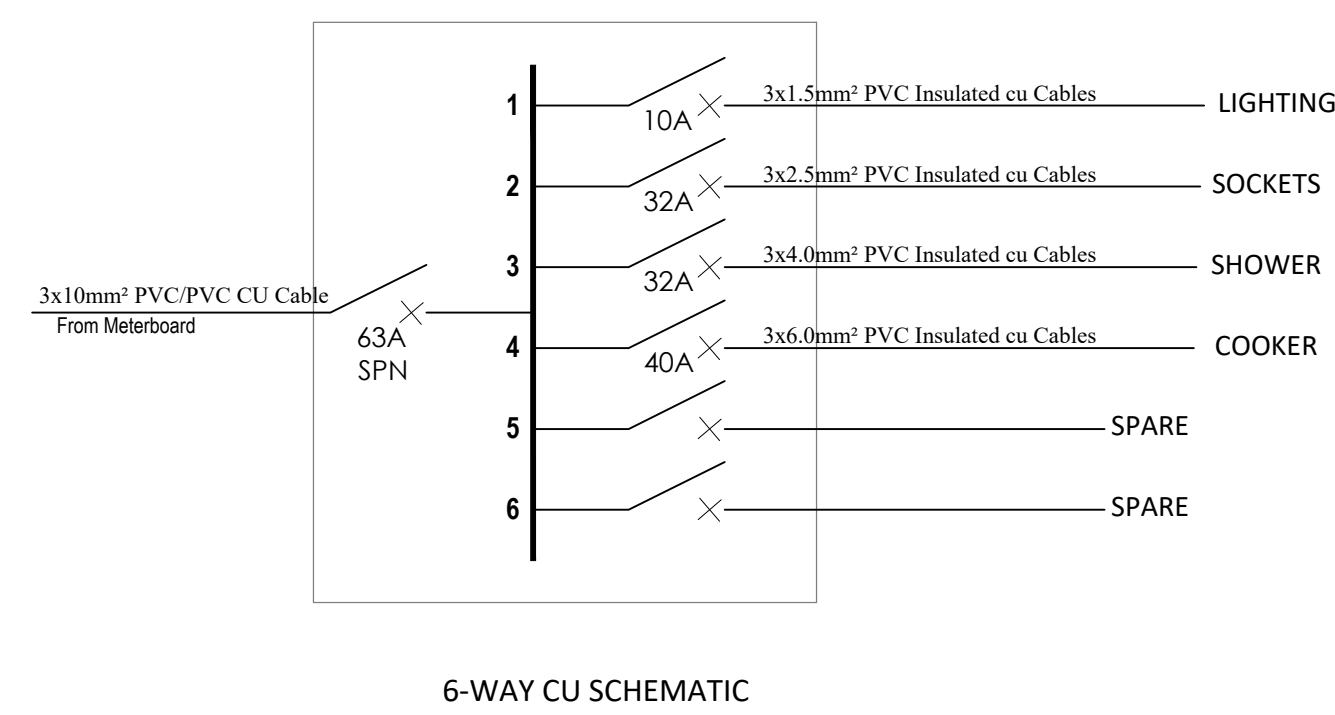 1
10A
3x1.5mm² PVC Insulated cu Cables
LIGHTING
2
32A
3x2.5mm² PVC Insulated cu Cables
SOCKETS
3
32A
3x4.0mm² PVC Insulated cu Cables
SHOWER
3x10mm² PVC/PVC CU Cable
From Meterboard
63A
SPN
4
40A
3x6.0mm² PVC Insulated cu Cables
COOKER
5
SPARE
6
SPARE
6-WAY CU SCHEMATIC